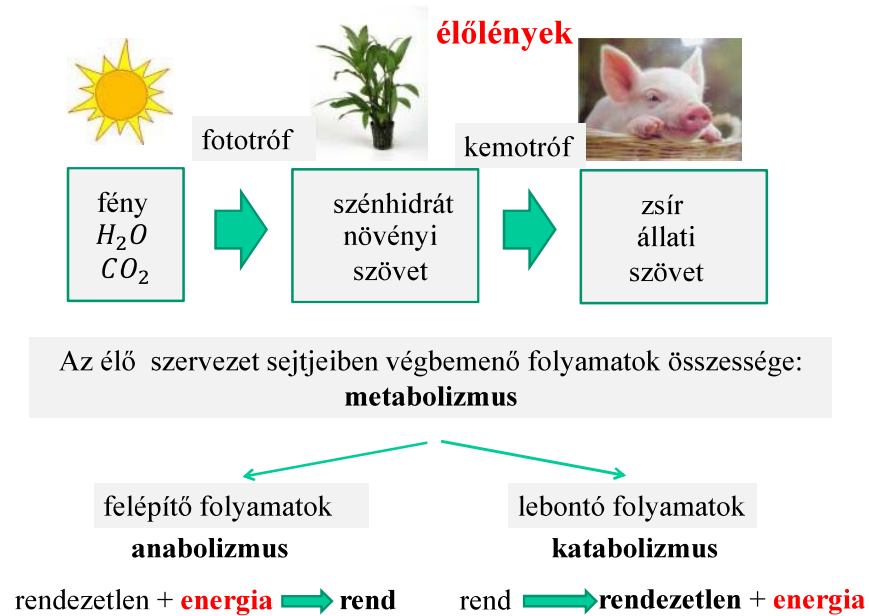 élőlények
fototróf
kemotróf
fény
H₂O
CO₂
szénhidrát
növényi
szövet
zsír
állati
szövet
Az élő szervezet sejtjeiben végbemenő folyamatok összessége:
metabolizmus
felépítő folyamatok
anabolizmus
rendezetlen + energia rend
lebontó folyamatok
katabolizmus
rend rendezetlen + energia